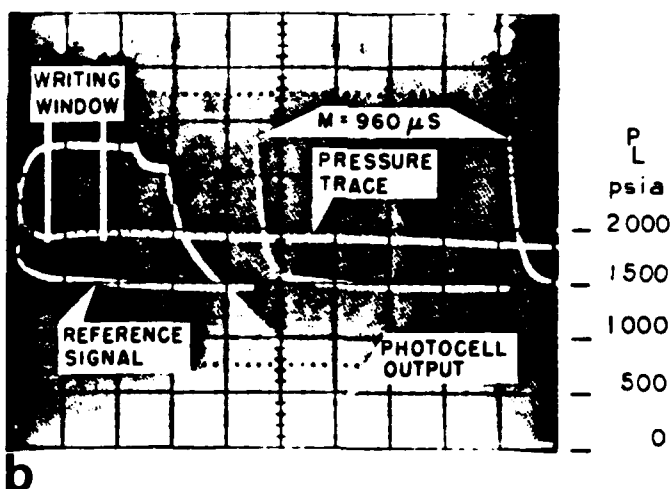 WRITING
WINDOW
M = 960 μS
PRESSURE
TRACE
REFERENCE
SIGNAL
PHOTOCELL
OUTPUT
P
L
psia
2000
1500
1000
500
0
b